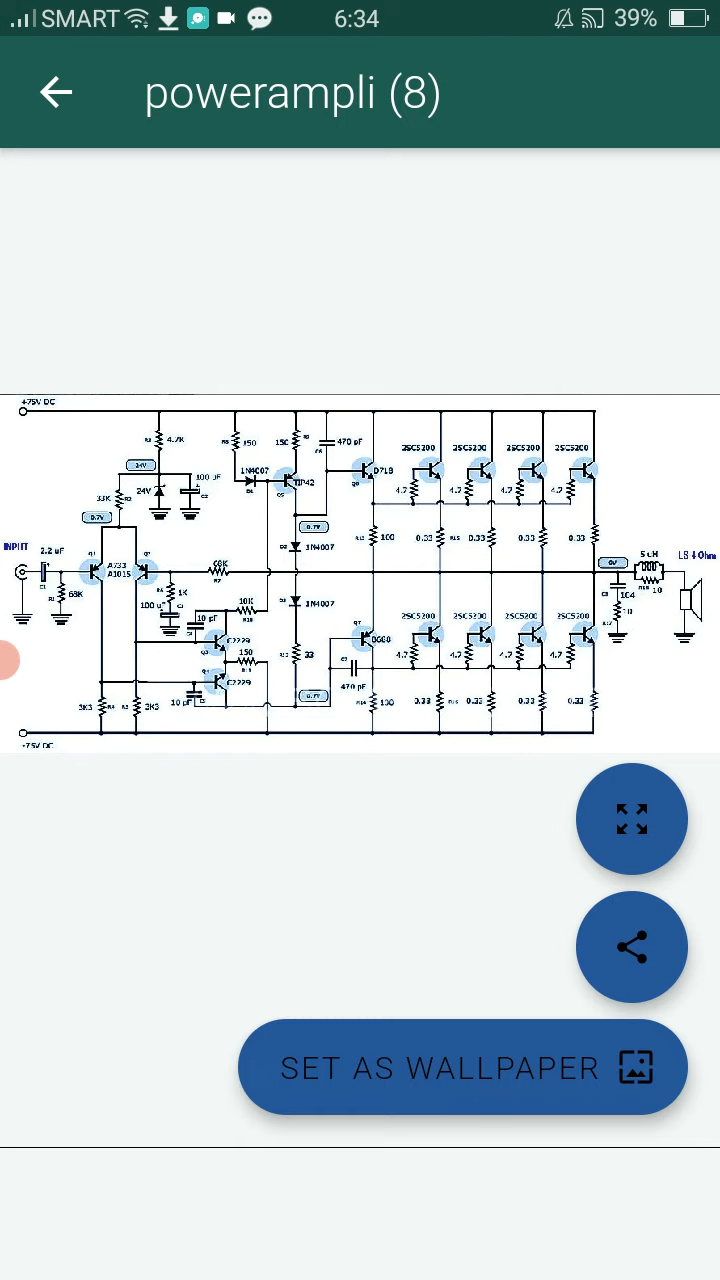 SMART 6:34 39%
powerampli (8)
+75V DC
4.7K 150 150 470 pF 2SC5200 2SC5200 2SC5200 2SC5200
24V 1N4007 D718
24V 100 uF TIP42
33K 4.7 4.7 4.7 4.7
0.7V 0.7V
INPUT 2.2 uF 1N4007 100 0.33 0.33 0.33 0.33
A733 0V 5 uH LS 4 Ohm
A1015 68K
68K 1K 104 10
100 u 1N4007
10 pF 10K 2SC5200 2SC5200 2SC5200 2SC5200
C2229
150 33 4.7 4.7 4.7 4.7
C2229 470 pF
10 pF
3K3 3K3 100 0.33 0.33 0.33 0.33
-75V DC
SET AS WALLPAPER